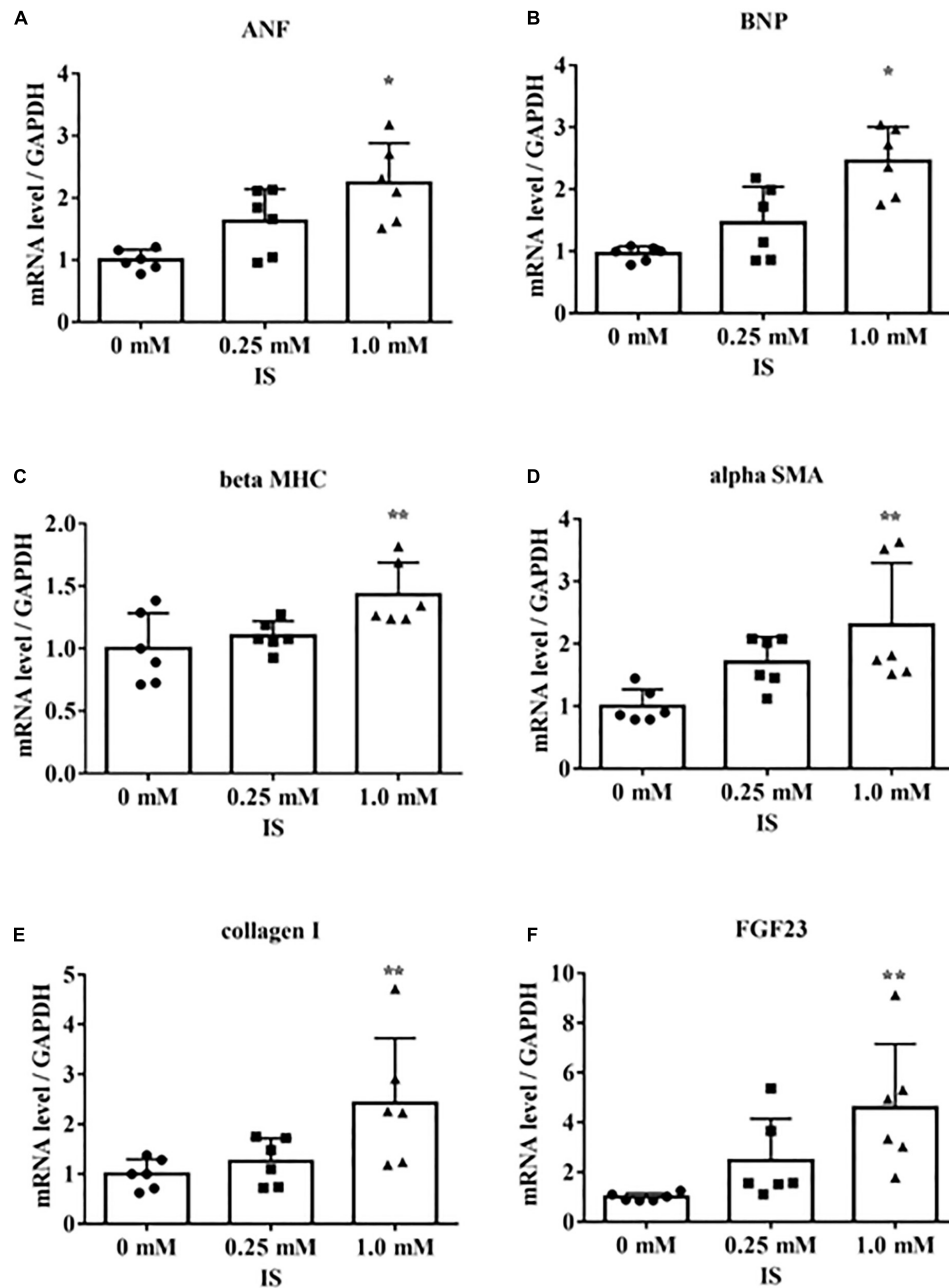 A
ANF
mRNA level / GAPDH
4
3
2
1
0
*
0 mM
0.25 mM
1.0 mM
IS
B
BNP
mRNA level / GAPDH
4
3
2
1
0
*
0 mM
0.25 mM
1.0 mM
IS
C
beta MHC
mRNA level / GAPDH
2.0
1.5
1.0
0.5
0.0
**
0 mM
0.25 mM
1.0 mM
IS
D
alpha SMA
mRNA level / GAPDH
4
3
2
1
0
**
0 mM
0.25 mM
1.0 mM
IS
E
collagen I
mRNA level / GAPDH
5
4
3
2
1
0
**
0 mM
0.25 mM
1.0 mM
IS
F
FGF23
mRNA level / GAPDH
10
8
6
4
2
0
**
0 mM
0.25 mM
1.0 mM
IS